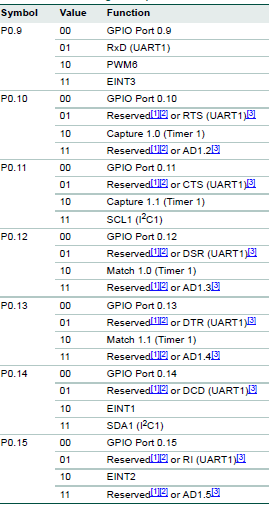 Symbol Value Function
P0.9 00 GPIO Port 0.9
01 RxD (UART1)
10 PWM6
11 EINT3
P0.10 00 GPIO Port 0.10
01 Reserved[1][2] or RTS (UART1)[3]
10 Capture 1.0 (Timer 1)
11 Reserved[1][2] or AD1.2[3]
P0.11 00 GPIO Port 0.11
01 Reserved[1][2] or CTS (UART1)[3]
10 Capture 1.1 (Timer 1)
11 SCL1 (I2C1)
P0.12 00 GPIO Port 0.12
01 Reserved[1][2] or DSR (UART1)[3]
10 Match 1.0 (Timer 1)
11 Reserved[1][2] or AD1.3[3]
P0.13 00 GPIO Port 0.13
01 Reserved[1][2] or DTR (UART1)[3]
10 Match 1.1 (Timer 1)
11 Reserved[1][2] or AD1.4[3]
P0.14 00 GPIO Port 0.14
01 Reserved[1][2] or DCD (UART1)[3]
10 EINT1
11 SDA1 (I2C1)
P0.15 00 GPIO Port 0.15
01 Reserved[1][2] or RI (UART1)[3]
10 EINT2
11 Reserved[1][2] or AD1.5[3]